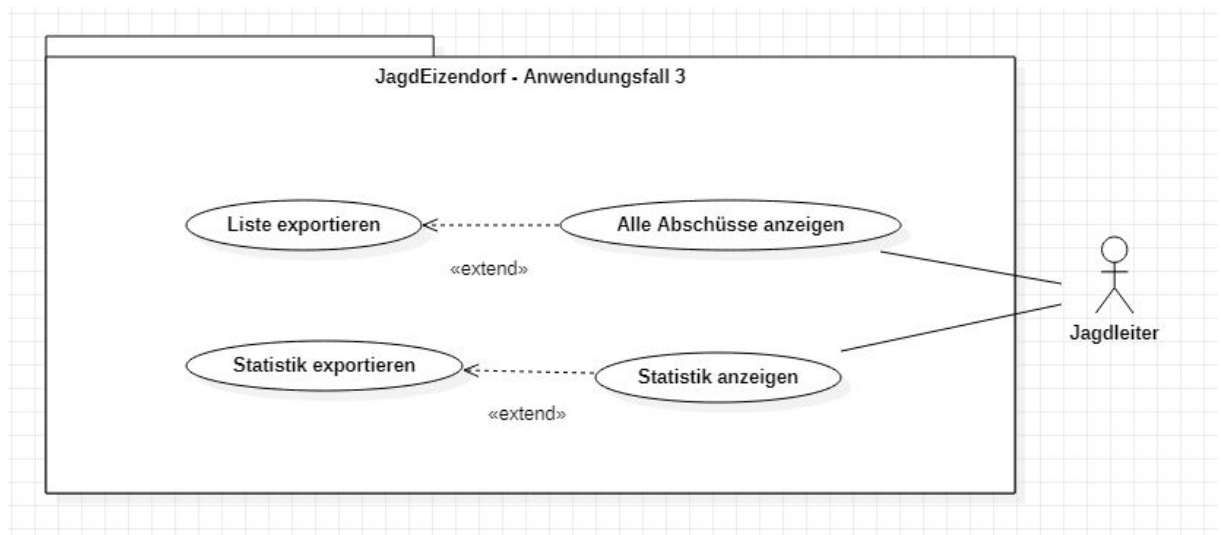 JagdEizendorf - Anwendungsfall 3
Liste exportieren
Alle Abschüsse anzeigen
«extend»
Jagdleiter
Statistik exportieren
Statistik anzeigen
«extend»